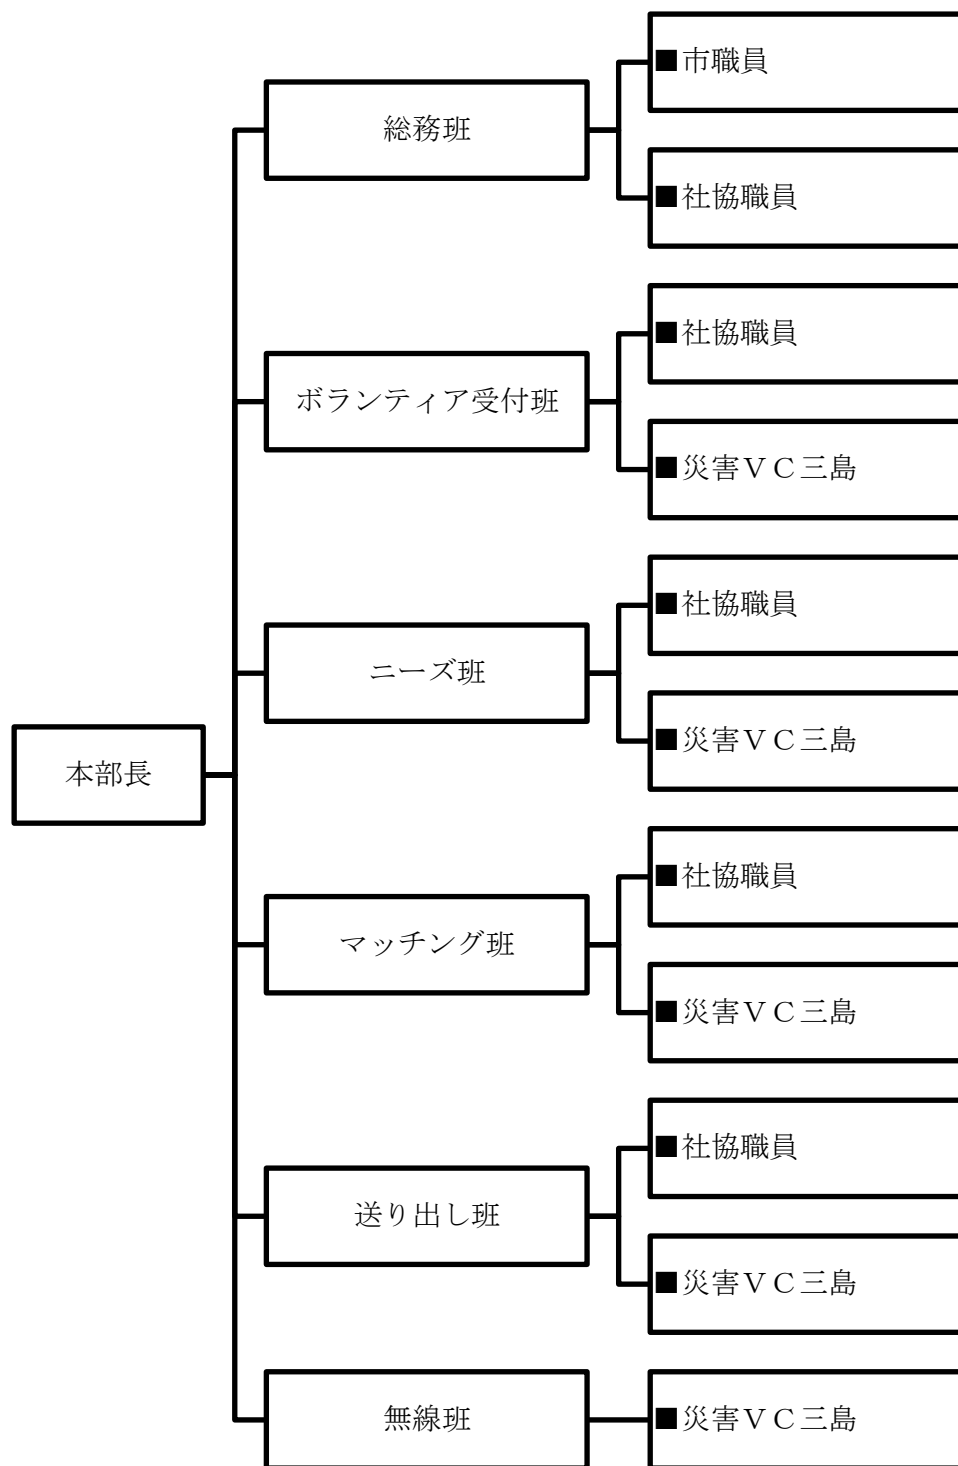 本部長
総務班
■市職員
■社協職員
ボランティア受付班
■社協職員
■災害ＶＣ三島
ニーズ班
■社協職員
■災害ＶＣ三島
マッチング班
■社協職員
■災害ＶＣ三島
送り出し班
■社協職員
■災害ＶＣ三島
無線班
■災害ＶＣ三島